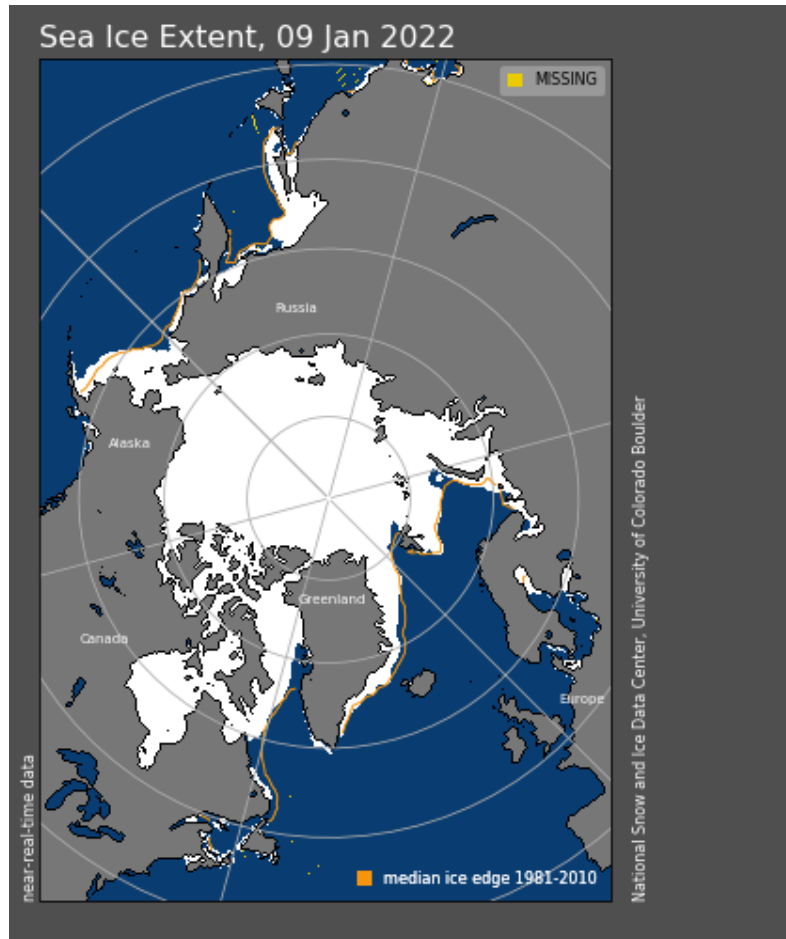 Sea Ice Extent, 09 Jan 2022
MISSING
Russia
Alaska
Greenland
Canada
Europe
median ice edge 1981-2010
near-real-time data
National Snow and Ice Data Center, University of Colorado Boulder